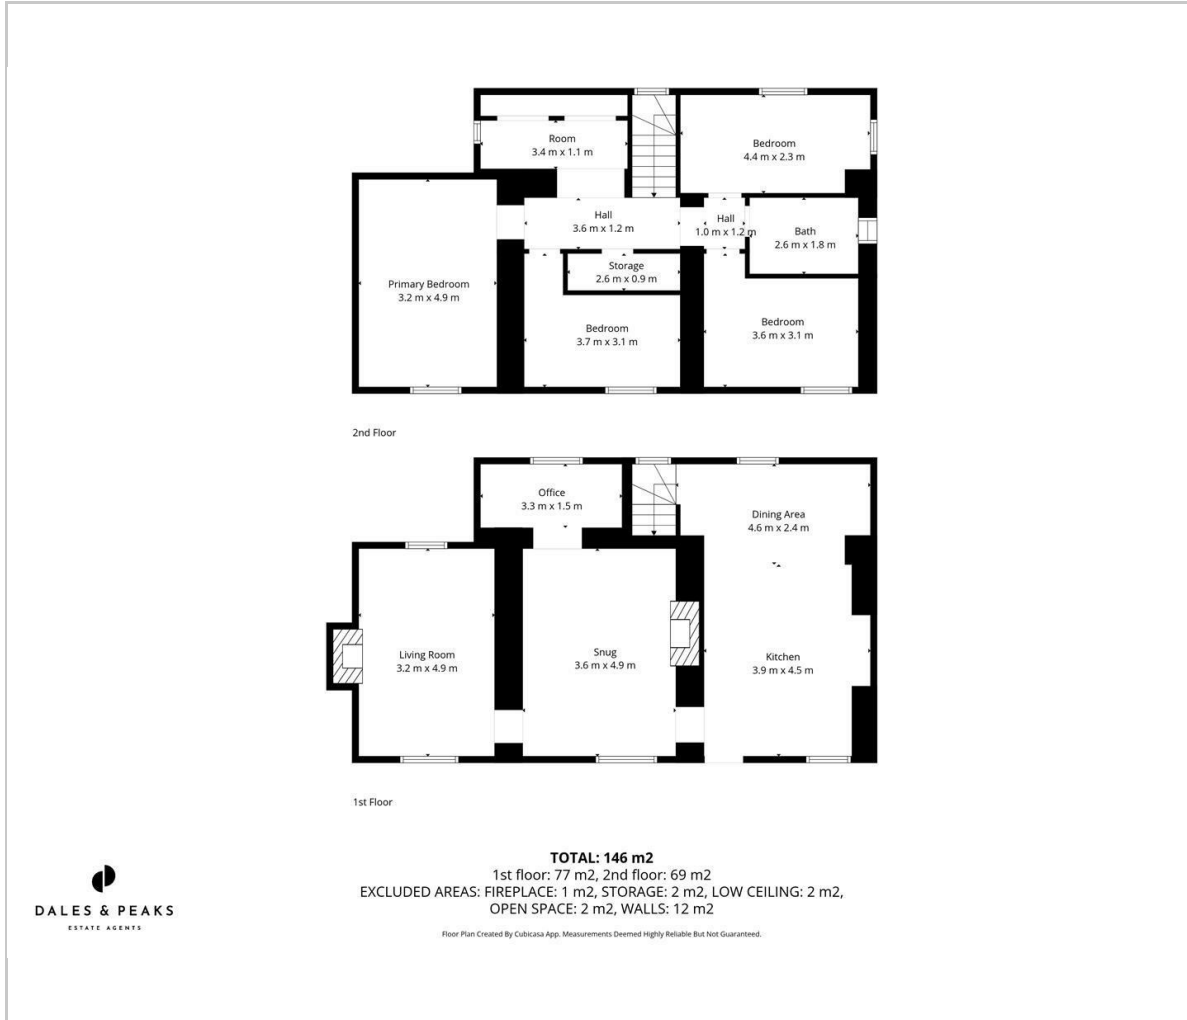 Room
3.4 m x 1.1 m
Bedroom
4.4 m x 2.3 m
Hall
3.6 m x 1.2 m
Hall
1.0 m x 1.2 m
Bath
2.6 m x 1.8 m
Storage
2.6 m x 0.9 m
Primary Bedroom
3.2 m x 4.9 m
Bedroom
3.7 m x 3.1 m
Bedroom
3.6 m x 3.1 m
2nd Floor
Office
3.3 m x 1.5 m
Dining Area
4.6 m x 2.4 m
Living Room
3.2 m x 4.9 m
Snug
3.6 m x 4.9 m
Kitchen
3.9 m x 4.5 m
1st Floor
TOTAL: 146 m2
1st floor: 77 m2, 2nd floor: 69 m2
EXCLUDED AREAS: FIREPLACE: 1 m2, STORAGE: 2 m2, LOW CEILING: 2 m2,
OPEN SPACE: 2 m2, WALLS: 12 m2
Floor Plan Created By Cubicasa App. Measurements Deemed Highly Reliable But Not Guaranteed.
DALES & PEAKS
ESTATE AGENTS